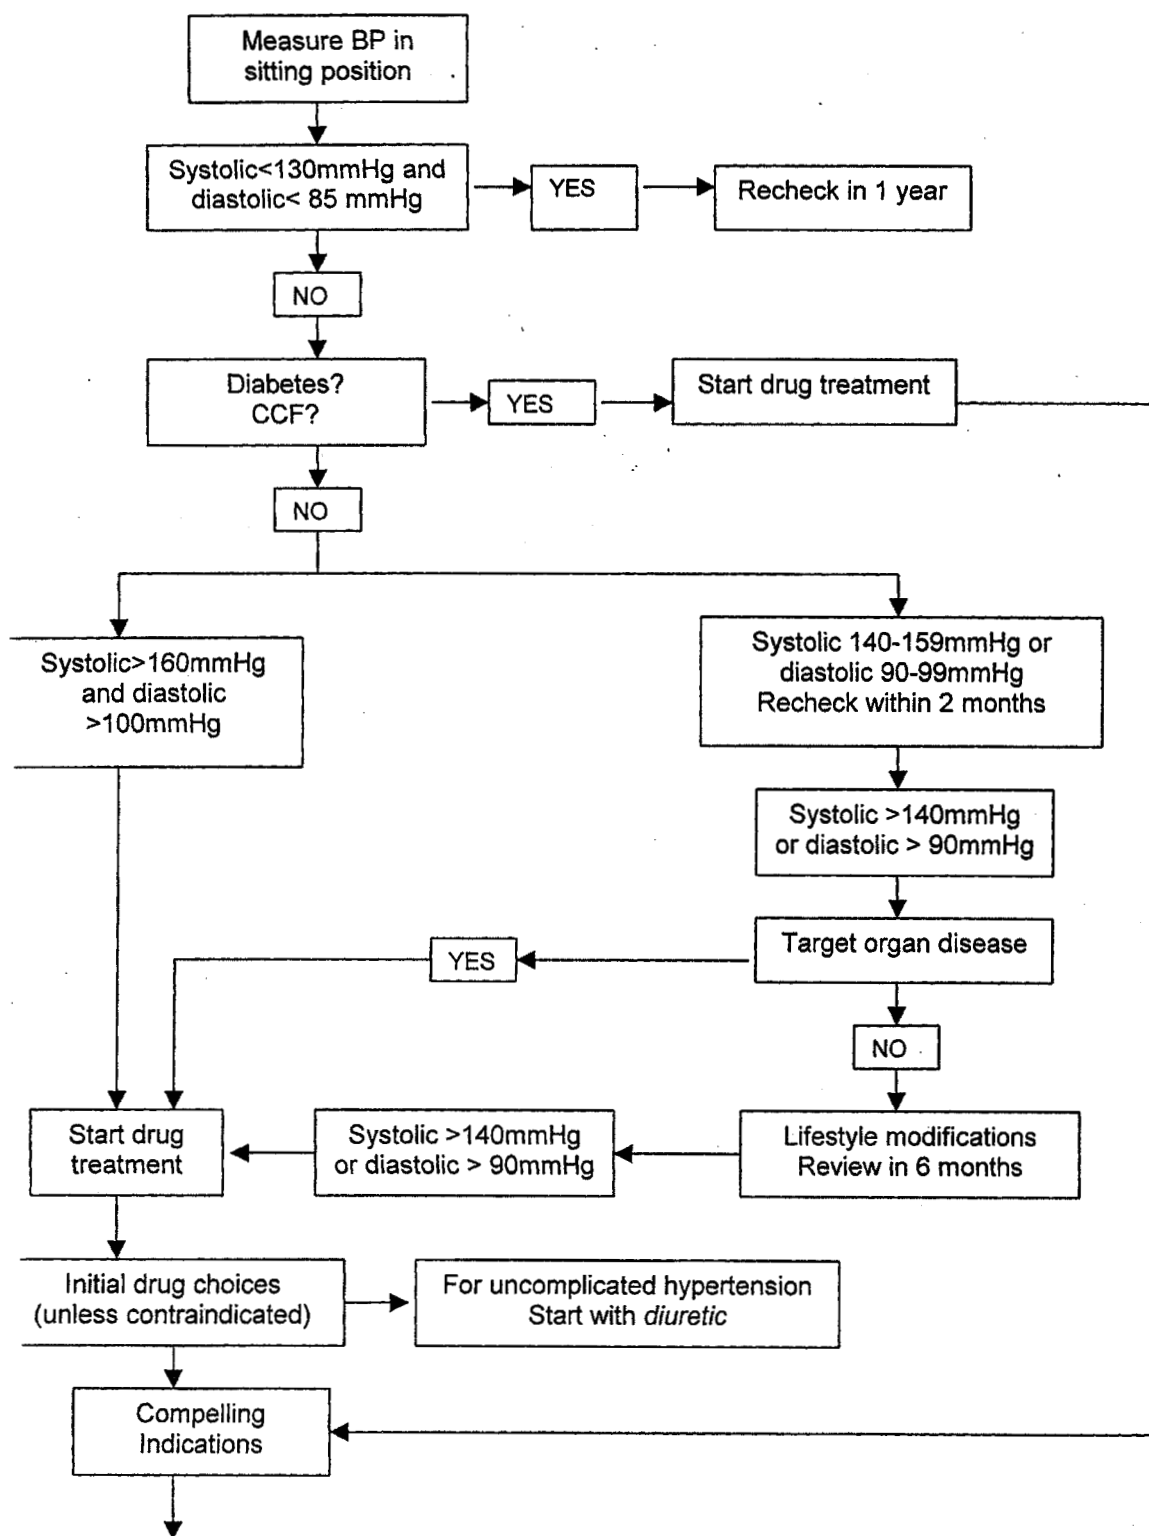 Measure BP in
sitting position
Systolic<130mmHg and
diastolic< 85 mmHg
YES
Recheck in 1 year
NO
Diabetes?
CCF?
YES
Start drug treatment
NO
Systolic>160mmHg
and diastolic
>100mmHg
Systolic 140-159mmHg or
diastolic 90-99mmHg
Recheck within 2 months
Systolic >140mmHg
or diastolic > 90mmHg
Target organ disease
YES
NO
Lifestyle modifications
Review in 6 months
Systolic >140mmHg
or diastolic > 90mmHg
Start drug
treatment
Initial drug choices
(unless contraindicated)
For uncomplicated hypertension
Start with diuretic
Compelling
Indications